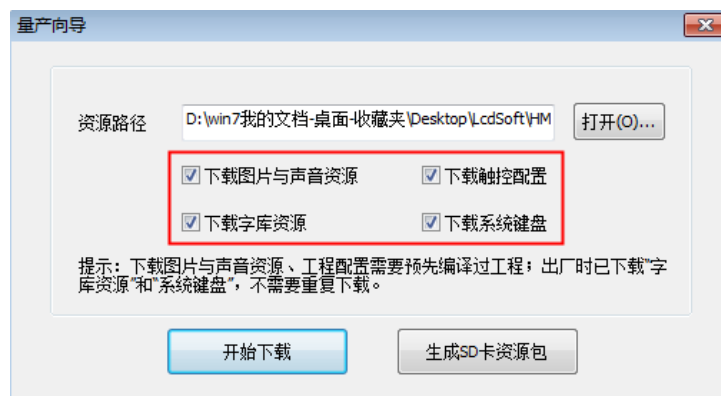 量产向导
资源路径 D:\win7我的文档-桌面-收藏夹\Desktop\LcdSoft\HM 打开(O)...
下载图片与声音资源 下载触控配置
下载字库资源 下载系统键盘
提示：下载图片与声音资源、工程配置需要预先编译过工程；出厂时已下载"字
库资源"和"系统键盘"，不需要重复下载。
开始下载 生成SD卡资源包